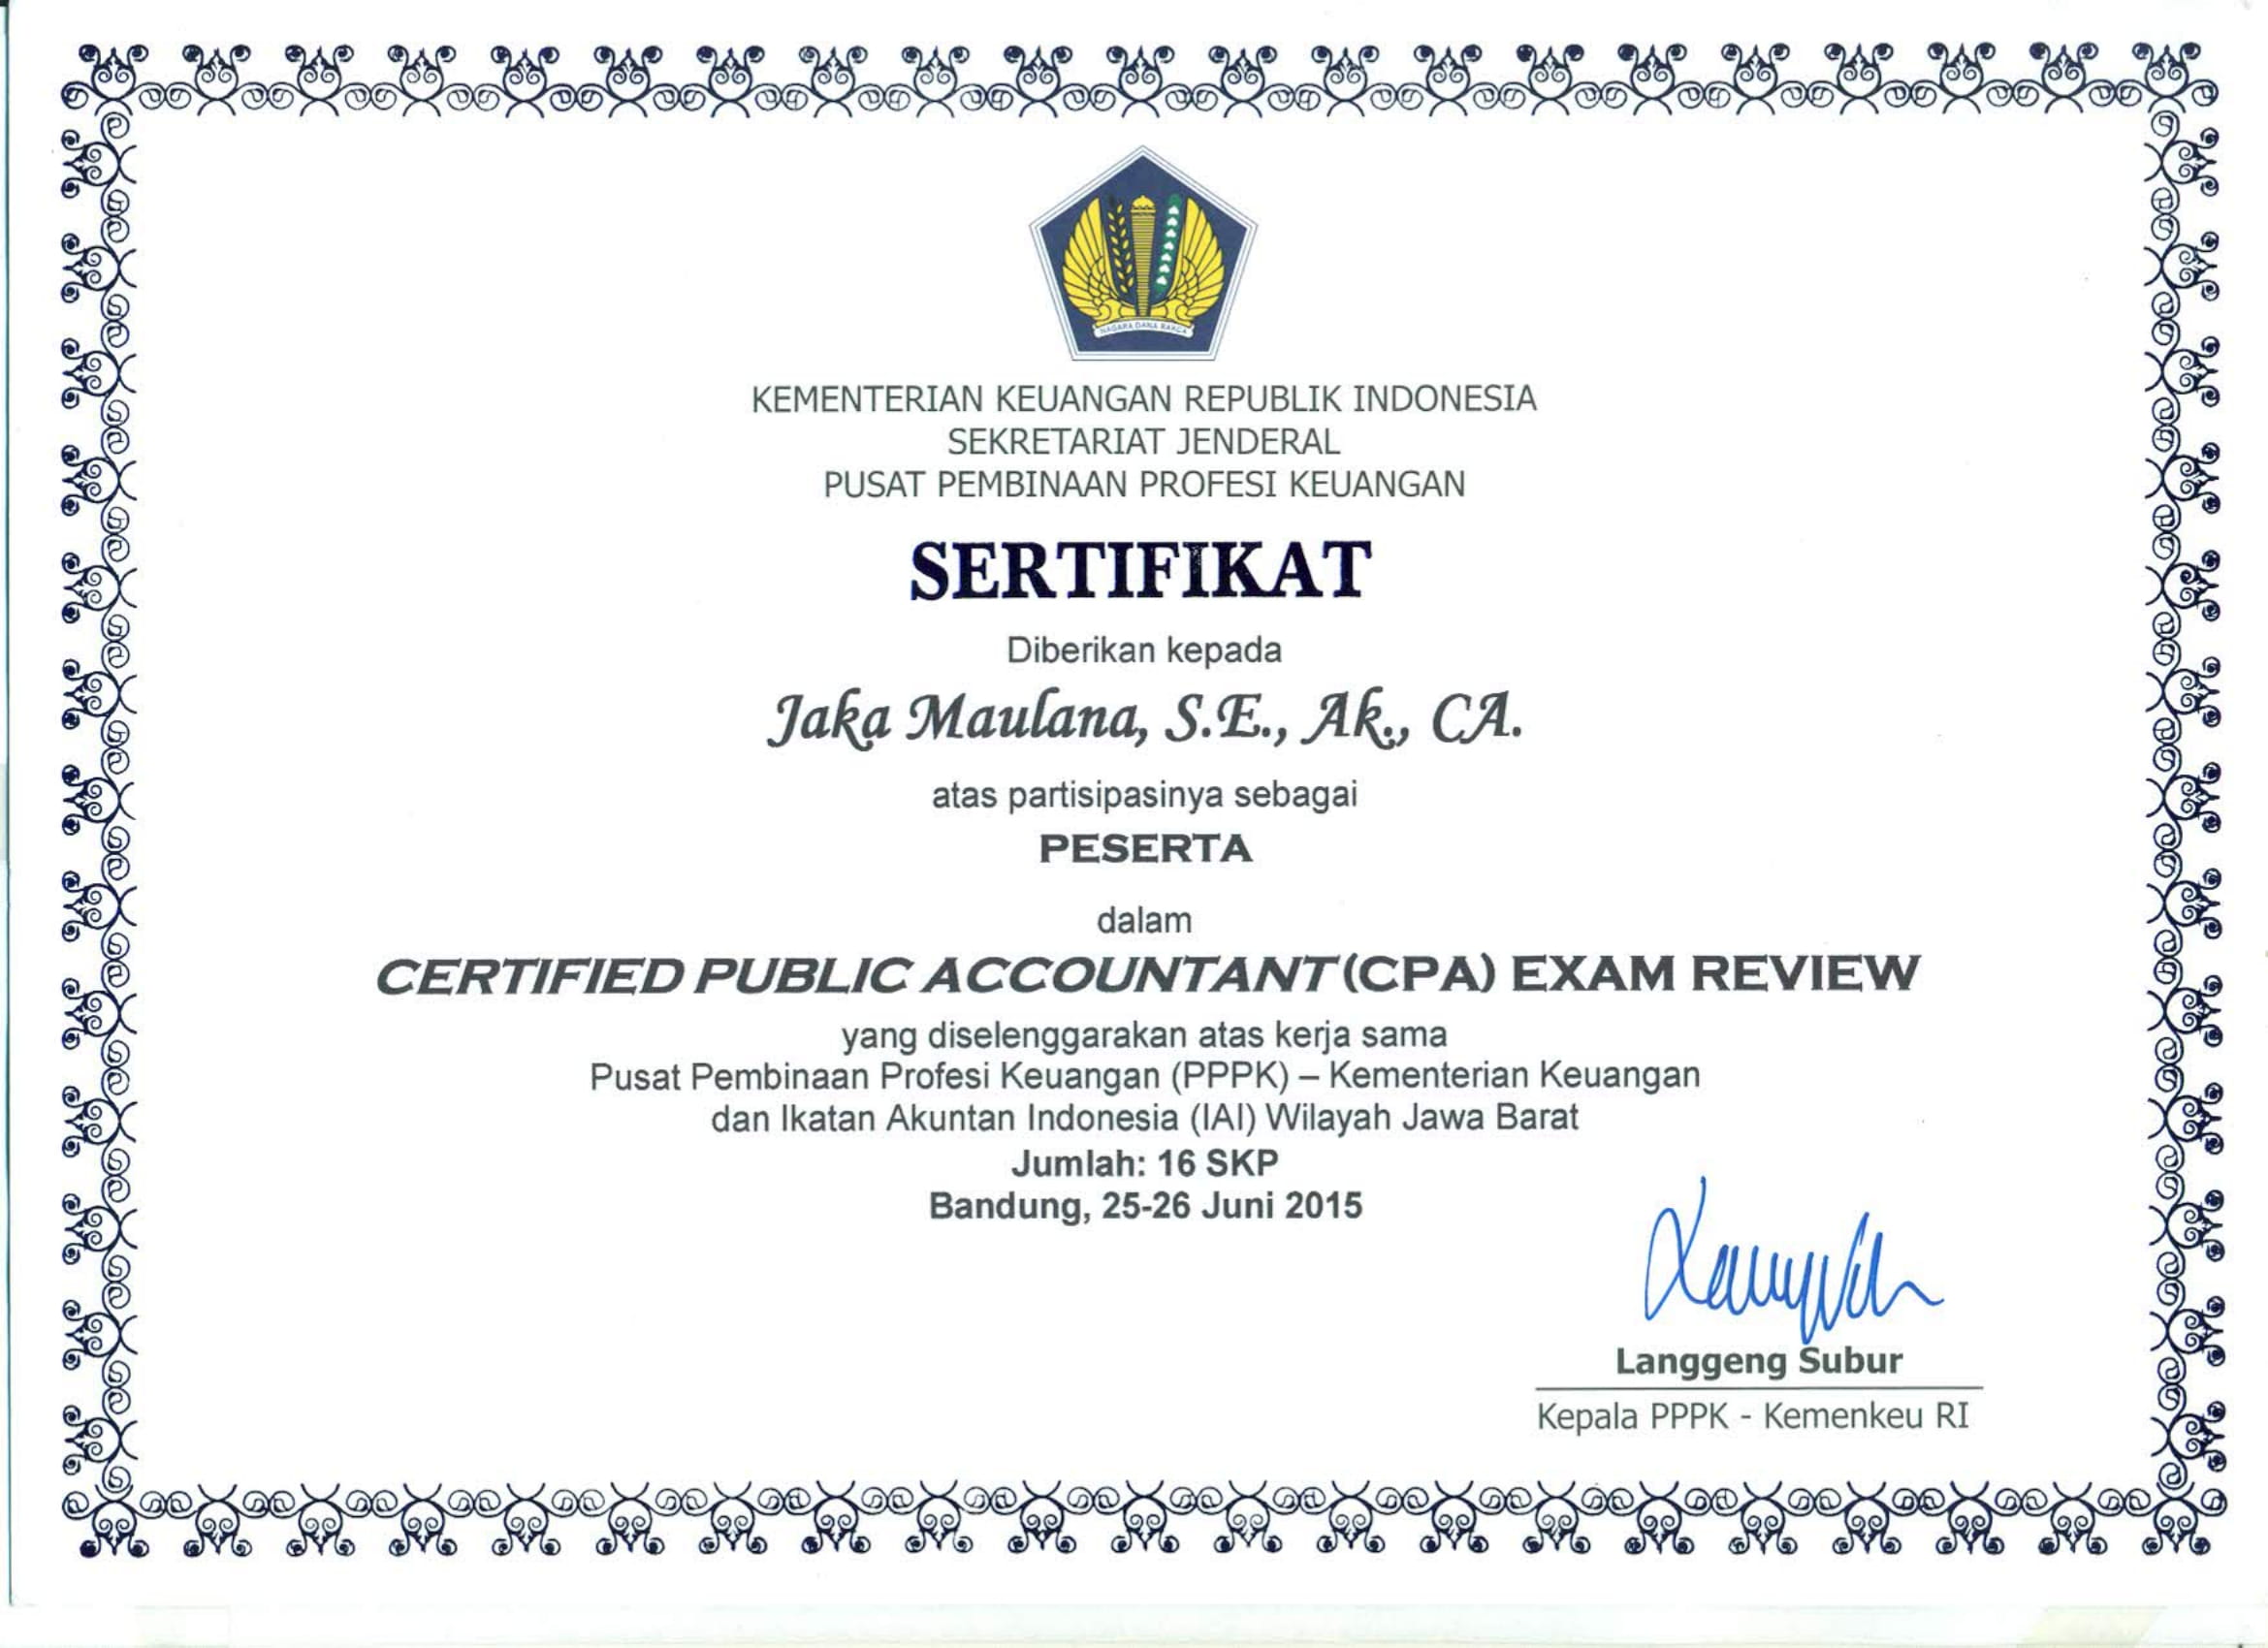 NAGARA DANA RAKCA
KEMENTERIAN KEUANGAN REPUBLIK INDONESIA
SEKRETARIAT JENDERAL
PUSAT PEMBINAAN PROFESI KEUANGAN
SERTIFIKAT
Diberikan kepada
Jaka Maulana, S.E., Ak., CA.
atas partisipasinya sebagai
PESERTA
dalam
CERTIFIED PUBLIC ACCOUNTANT (CPA) EXAM REVIEW
yang diselenggarakan atas kerja sama
Pusat Pembinaan Profesi Keuangan (PPPK) – Kementerian Keuangan
dan Ikatan Akuntan Indonesia (IAI) Wilayah Jawa Barat
Jumlah: 16 SKP
Bandung, 25-26 Juni 2015
Langgeng Subur
Kepala PPPK - Kemenkeu RI